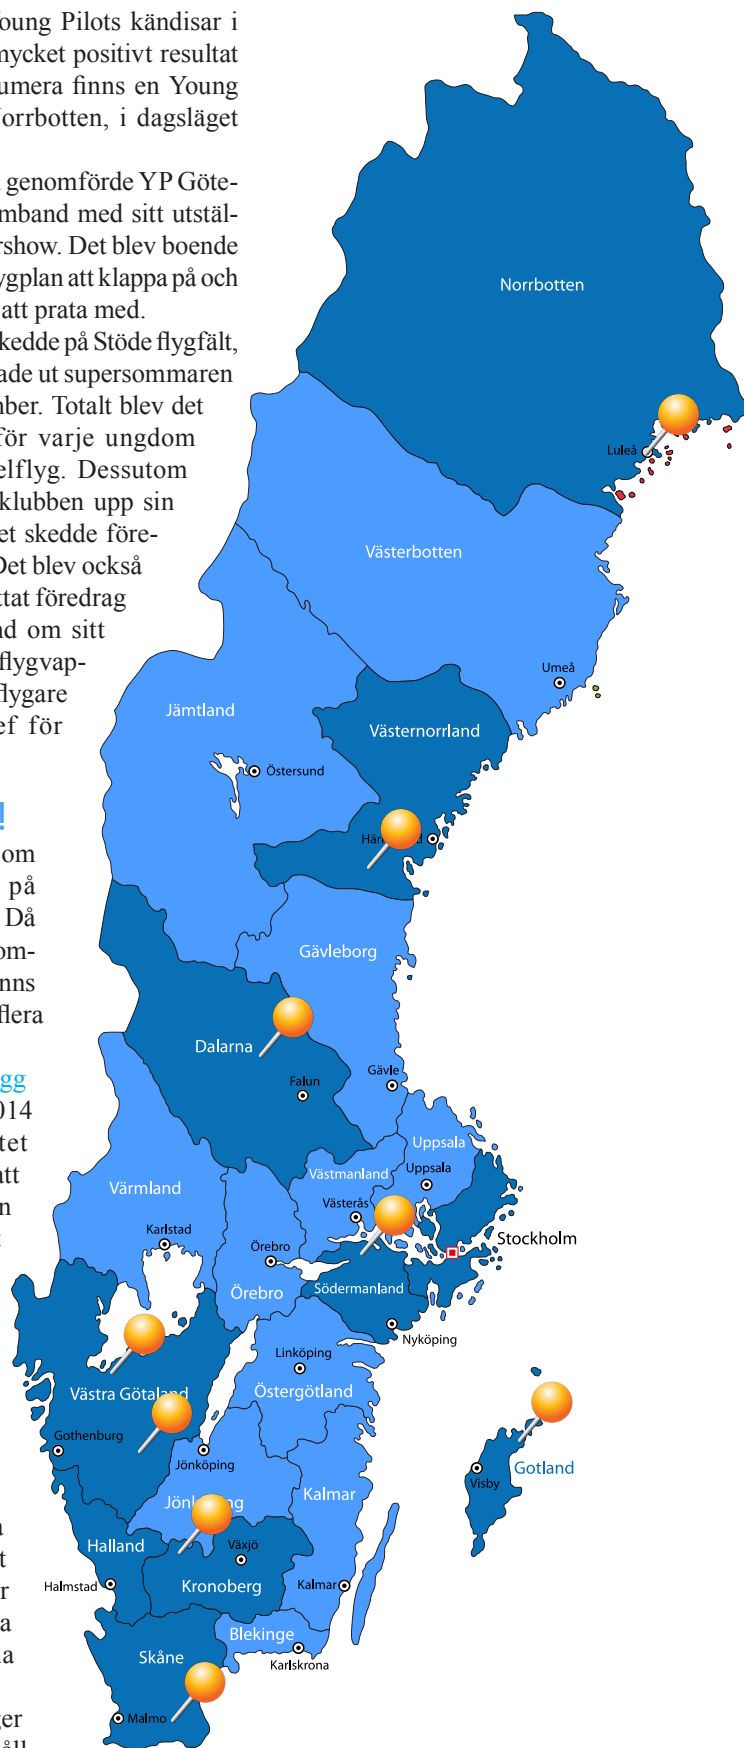 oung Pilots kändisar i
nycket positivt resultat
umera finns en Young
orrbotten, i dagsläget
genomförde YP Göte-
mband med sitt utstäl-
rshow. Det blev boende
ygplan att klappa på och
att prata med.
kedde på Stöde flygfält,
ade ut supersommaren
nber. Totalt blev det
för varje ungdom
elflyg. Dessutom
klubben upp sin
et skedde före-
Det blev också
ttat föredrag
nd om sitt
flygvap-
flygare
ef för
!
om
på
Då
om-
nns
flera
gg
014
tet
att
n
t
a
t
r
a
a
ger
åll
Norrbotten
Luleå
Västerbotten
Umeå
Jämtland
Västernorrland
Östersund
Här d
Gävleborg
Dalarna
Falun
Gävle
Uppsala
Västmanland
Uppsala
Värmland
Västerås
Karlstad
Örebro
Stockholm
Örebro
Södermanland
Nyköping
Linköping
Västra Götaland
Östergötland
Gothenburg
Jönköping
Gotland
Visby
Jönk ng
Kalmar
Halland
Växjö
Halmstad
Kronoberg
Kalmar
Blekinge
Skåne
Karlskrona
Malmo